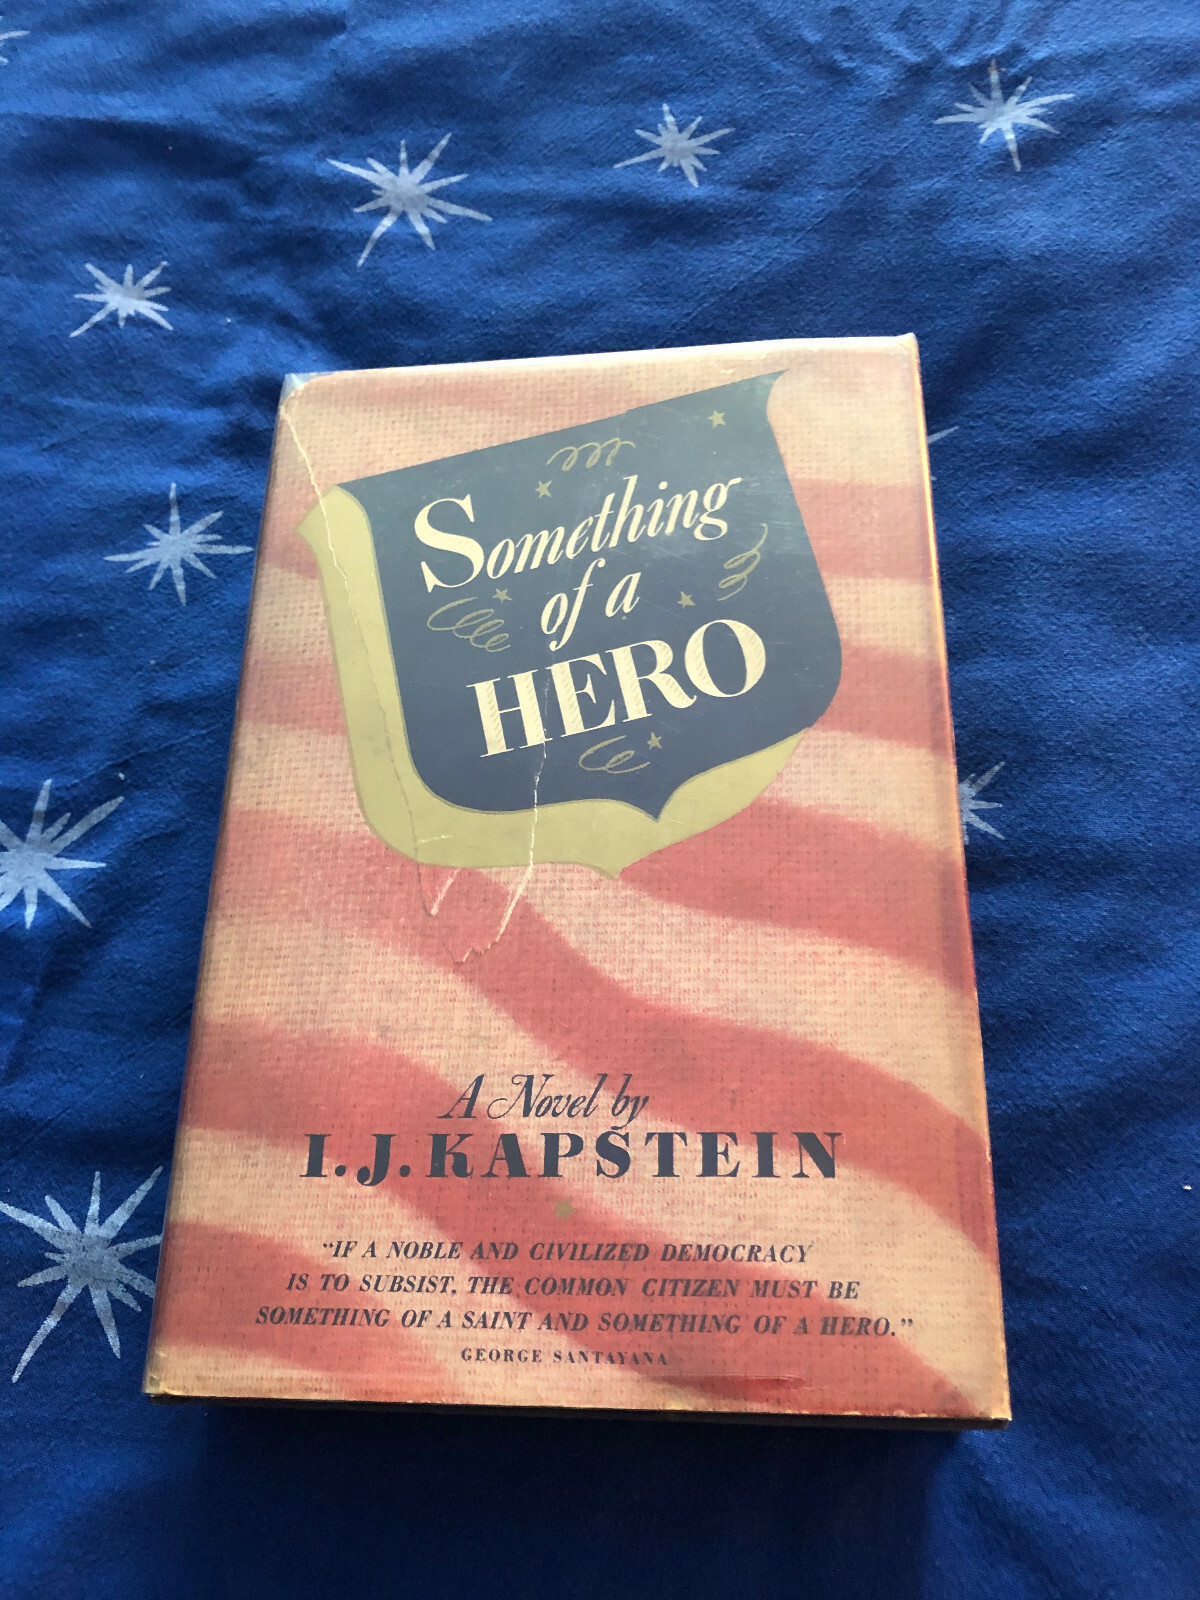 Something
of a
HERO
A Novel by
I.J. KAPSTEIN
"IF A NOBLE AND CIVILIZED DEMOCRACY
IS TO SUBSIST, THE COMMON CITIZEN MUST BE
SOMETHING OF A SAINT AND SOMETHING OF A HERO."
GEORGE SANTAYANA